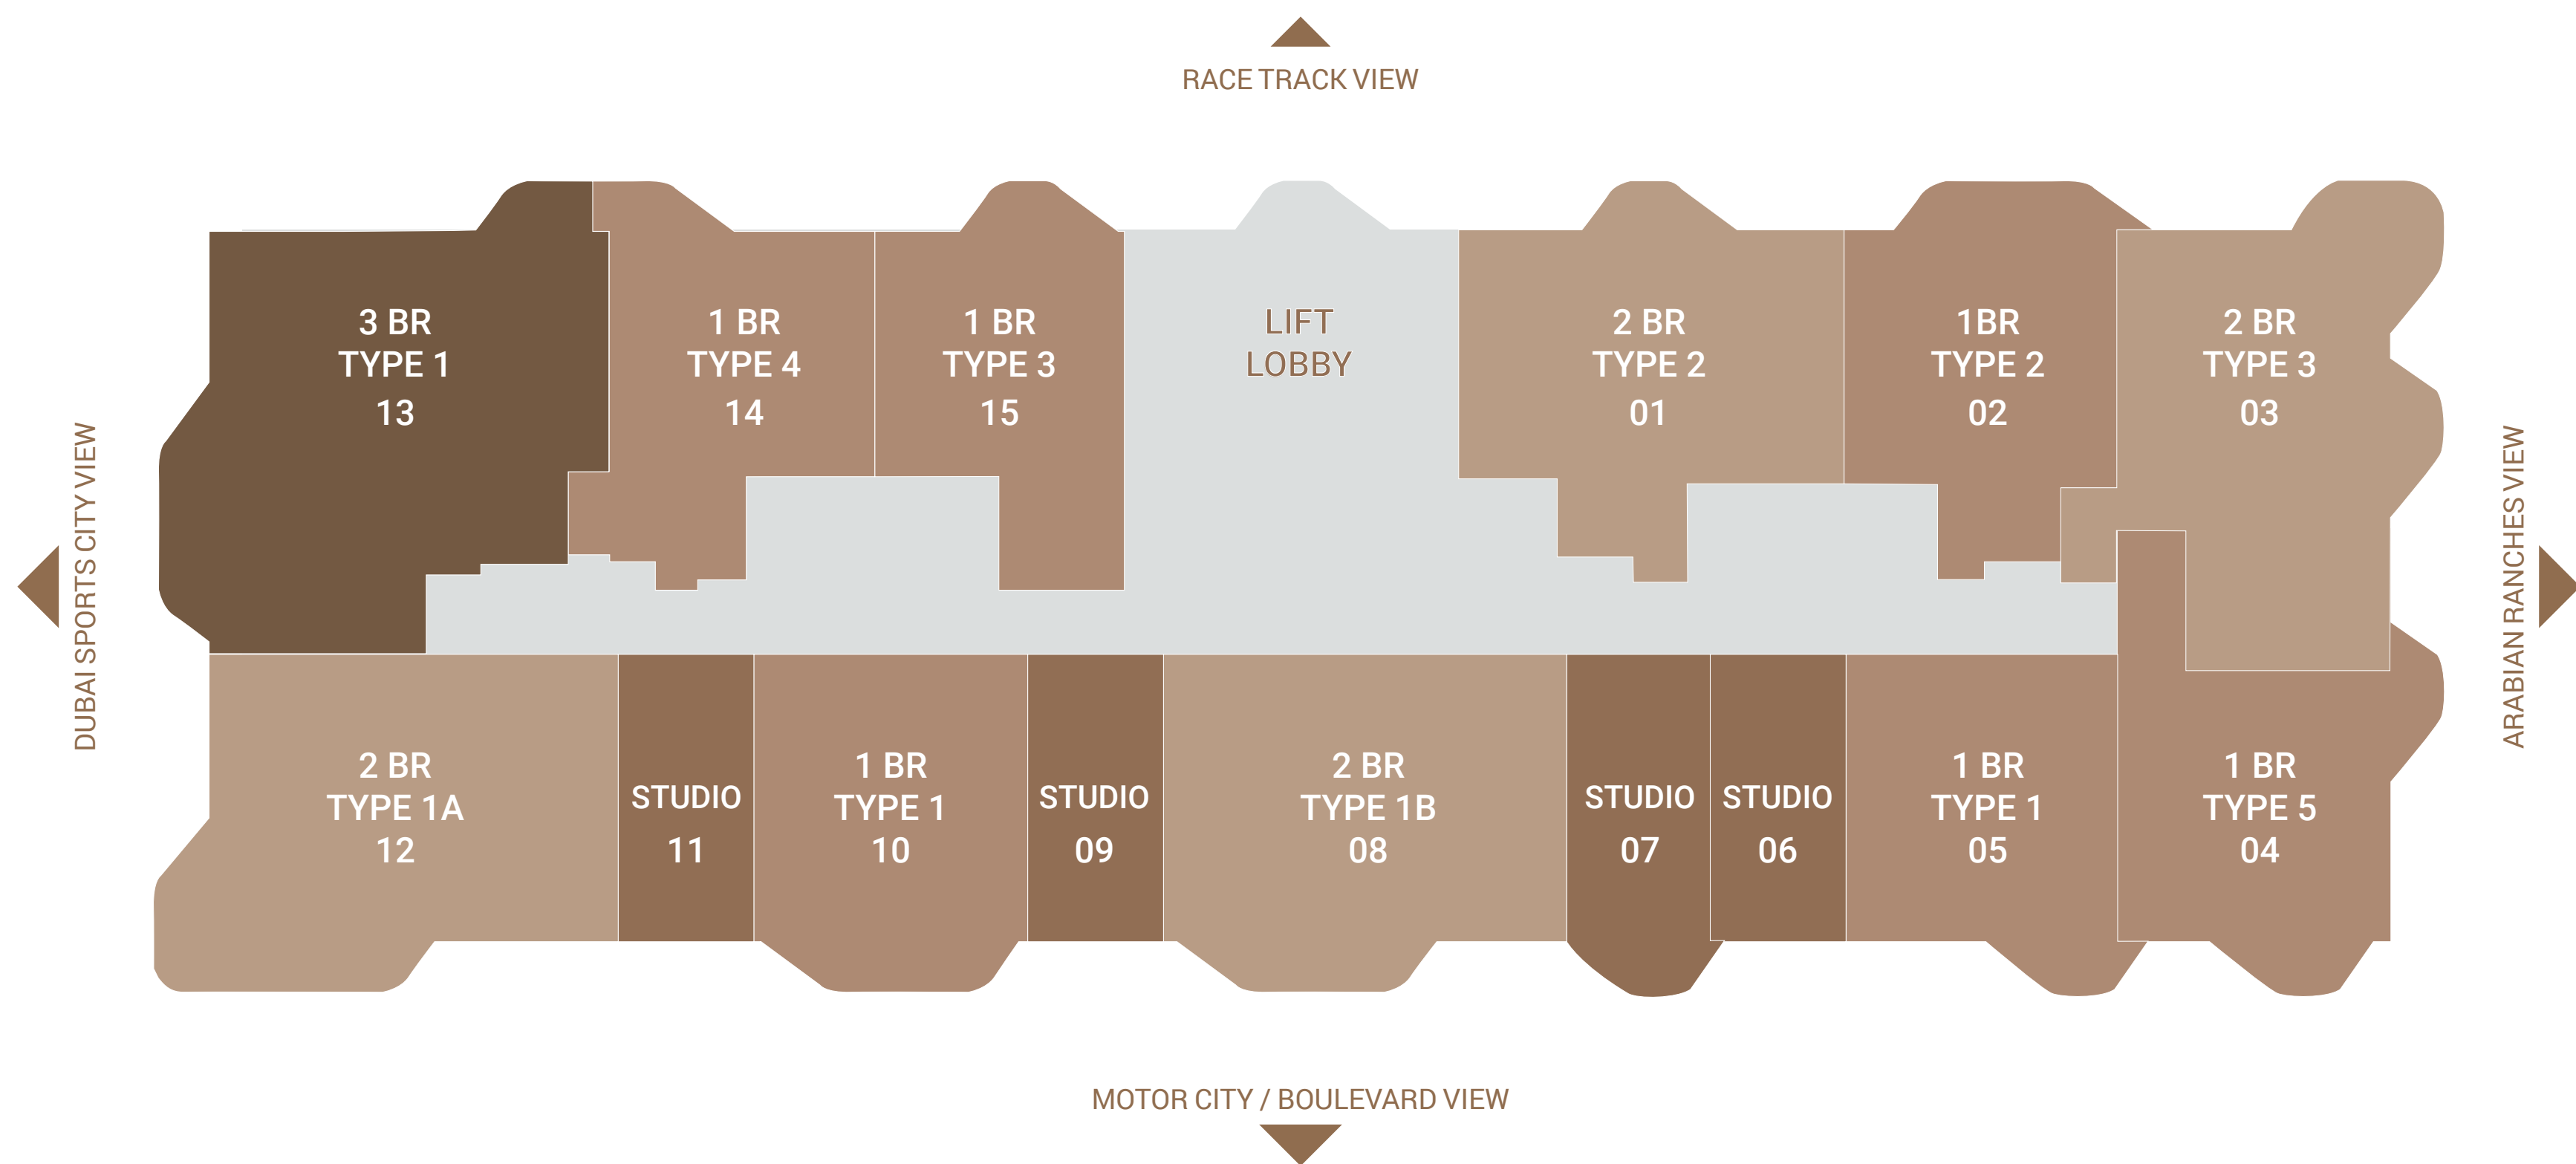 RACE TRACK VIEW
3 BR
TYPE 1
13
1 BR
TYPE 4
14
1 BR
TYPE 3
15
LIFT
LOBBY
2 BR
TYPE 2
01
1BR
TYPE 2
02
2 BR
TYPE 3
03
DUBAI SPORTS CITY VIEW
ARABIAN RANCHES VIEW
2 BR
TYPE 1A
12
STUDIO
11
1 BR
TYPE 1
10
STUDIO
09
2 BR
TYPE 1B
08
STUDIO
07
STUDIO
06
1 BR
TYPE 1
05
1 BR
TYPE 5
04
MOTOR CITY / BOULEVARD VIEW